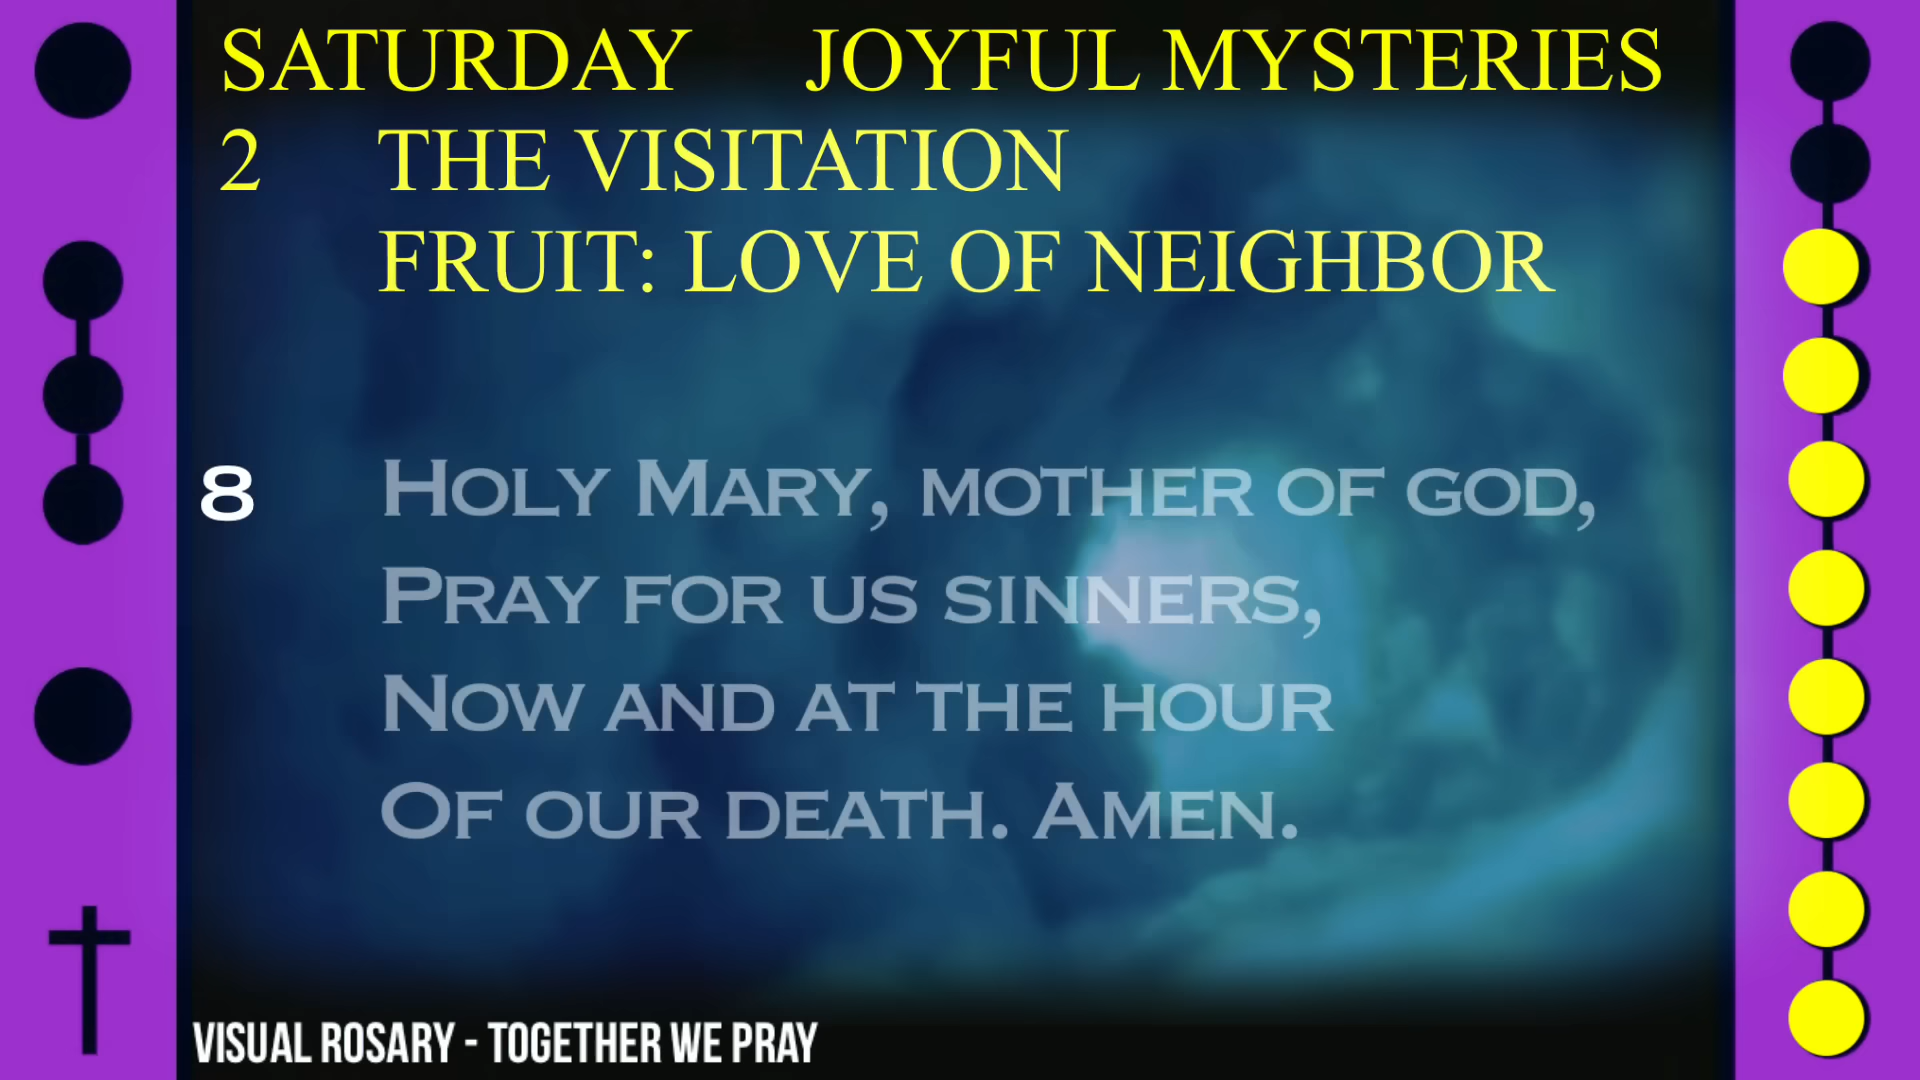 SATURDAY JOYFUL MYSTERIES
2 THE VISITATION
FRUIT: LOVE OF NEIGHBOR
8 HOLY MARY, MOTHER OF GOD,
PRAY FOR US SINNERS,
NOW AND AT THE HOUR
OF OUR DEATH. AMEN.
VISUAL ROSARY - TOGETHER WE PRAY